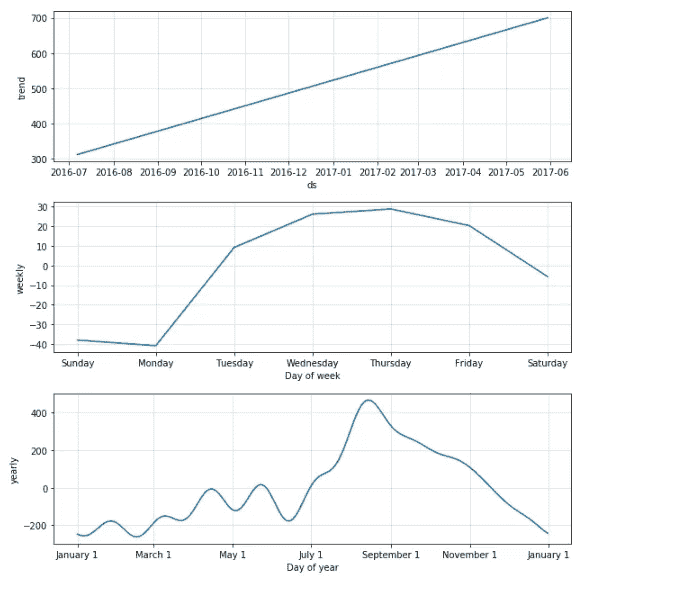 700
600
500
400
300
trend
2016-07 2016-08 2016-09 2016-10 2016-11 2016-12 2017-01 2017-02 2017-03 2017-04 2017-05 2017-06
ds
30
20
10
0
−10
−20
−30
−40
weekly
Sunday Monday Tuesday Wednesday Thursday Friday Saturday
Day of week
400
200
0
−200
yearly
January 1 March 1 May 1 July 1 September 1 November 1 January 1
Day of year